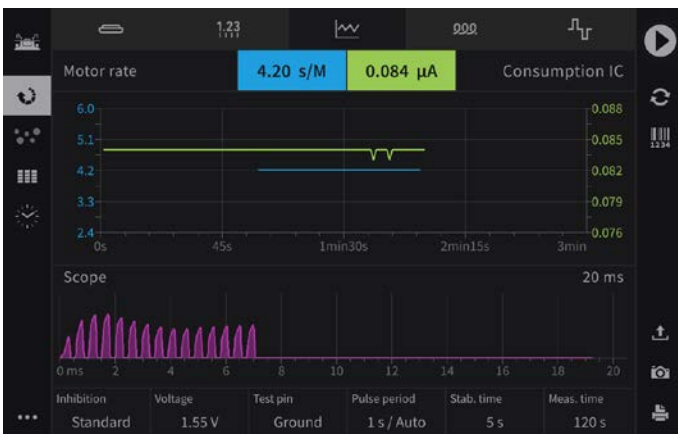 1.23
000
Motor rate
4.20 s/M
0.084 µA
Consumption IC
1234
6.0
0.088
5.1
0.085
4.2
0.082
3.3
0.079
2.4
0.076
0s
45s
1min30s
2min15s
3min
Scope
20 ms
0 ms
2
4
6
8
10
12
14
16
18
20
Inhibition
Voltage
Test pin
Pulse period
Stab. time
Meas. time
Standard
1.55 V
Ground
1 s / Auto
5 s
120 s